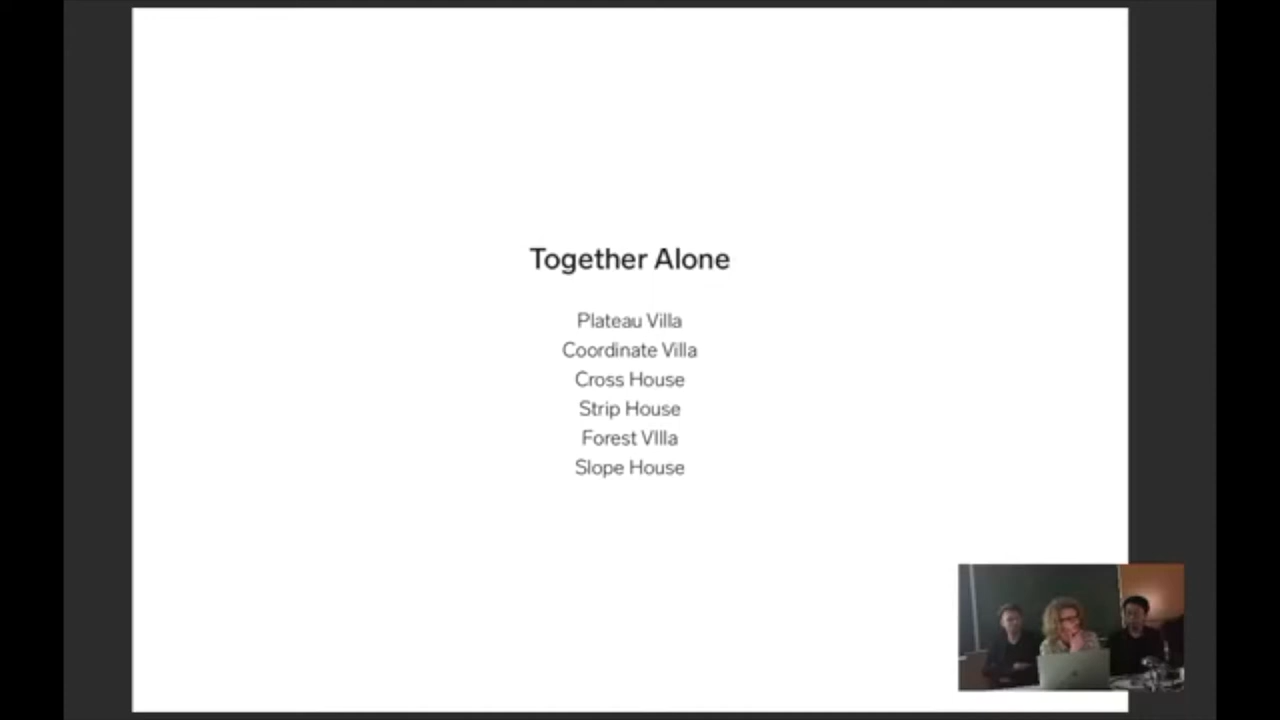 Together Alone
Plateau Villa
Coordinate Villa
Cross House
Strip House
Forest VIlla
Slope House